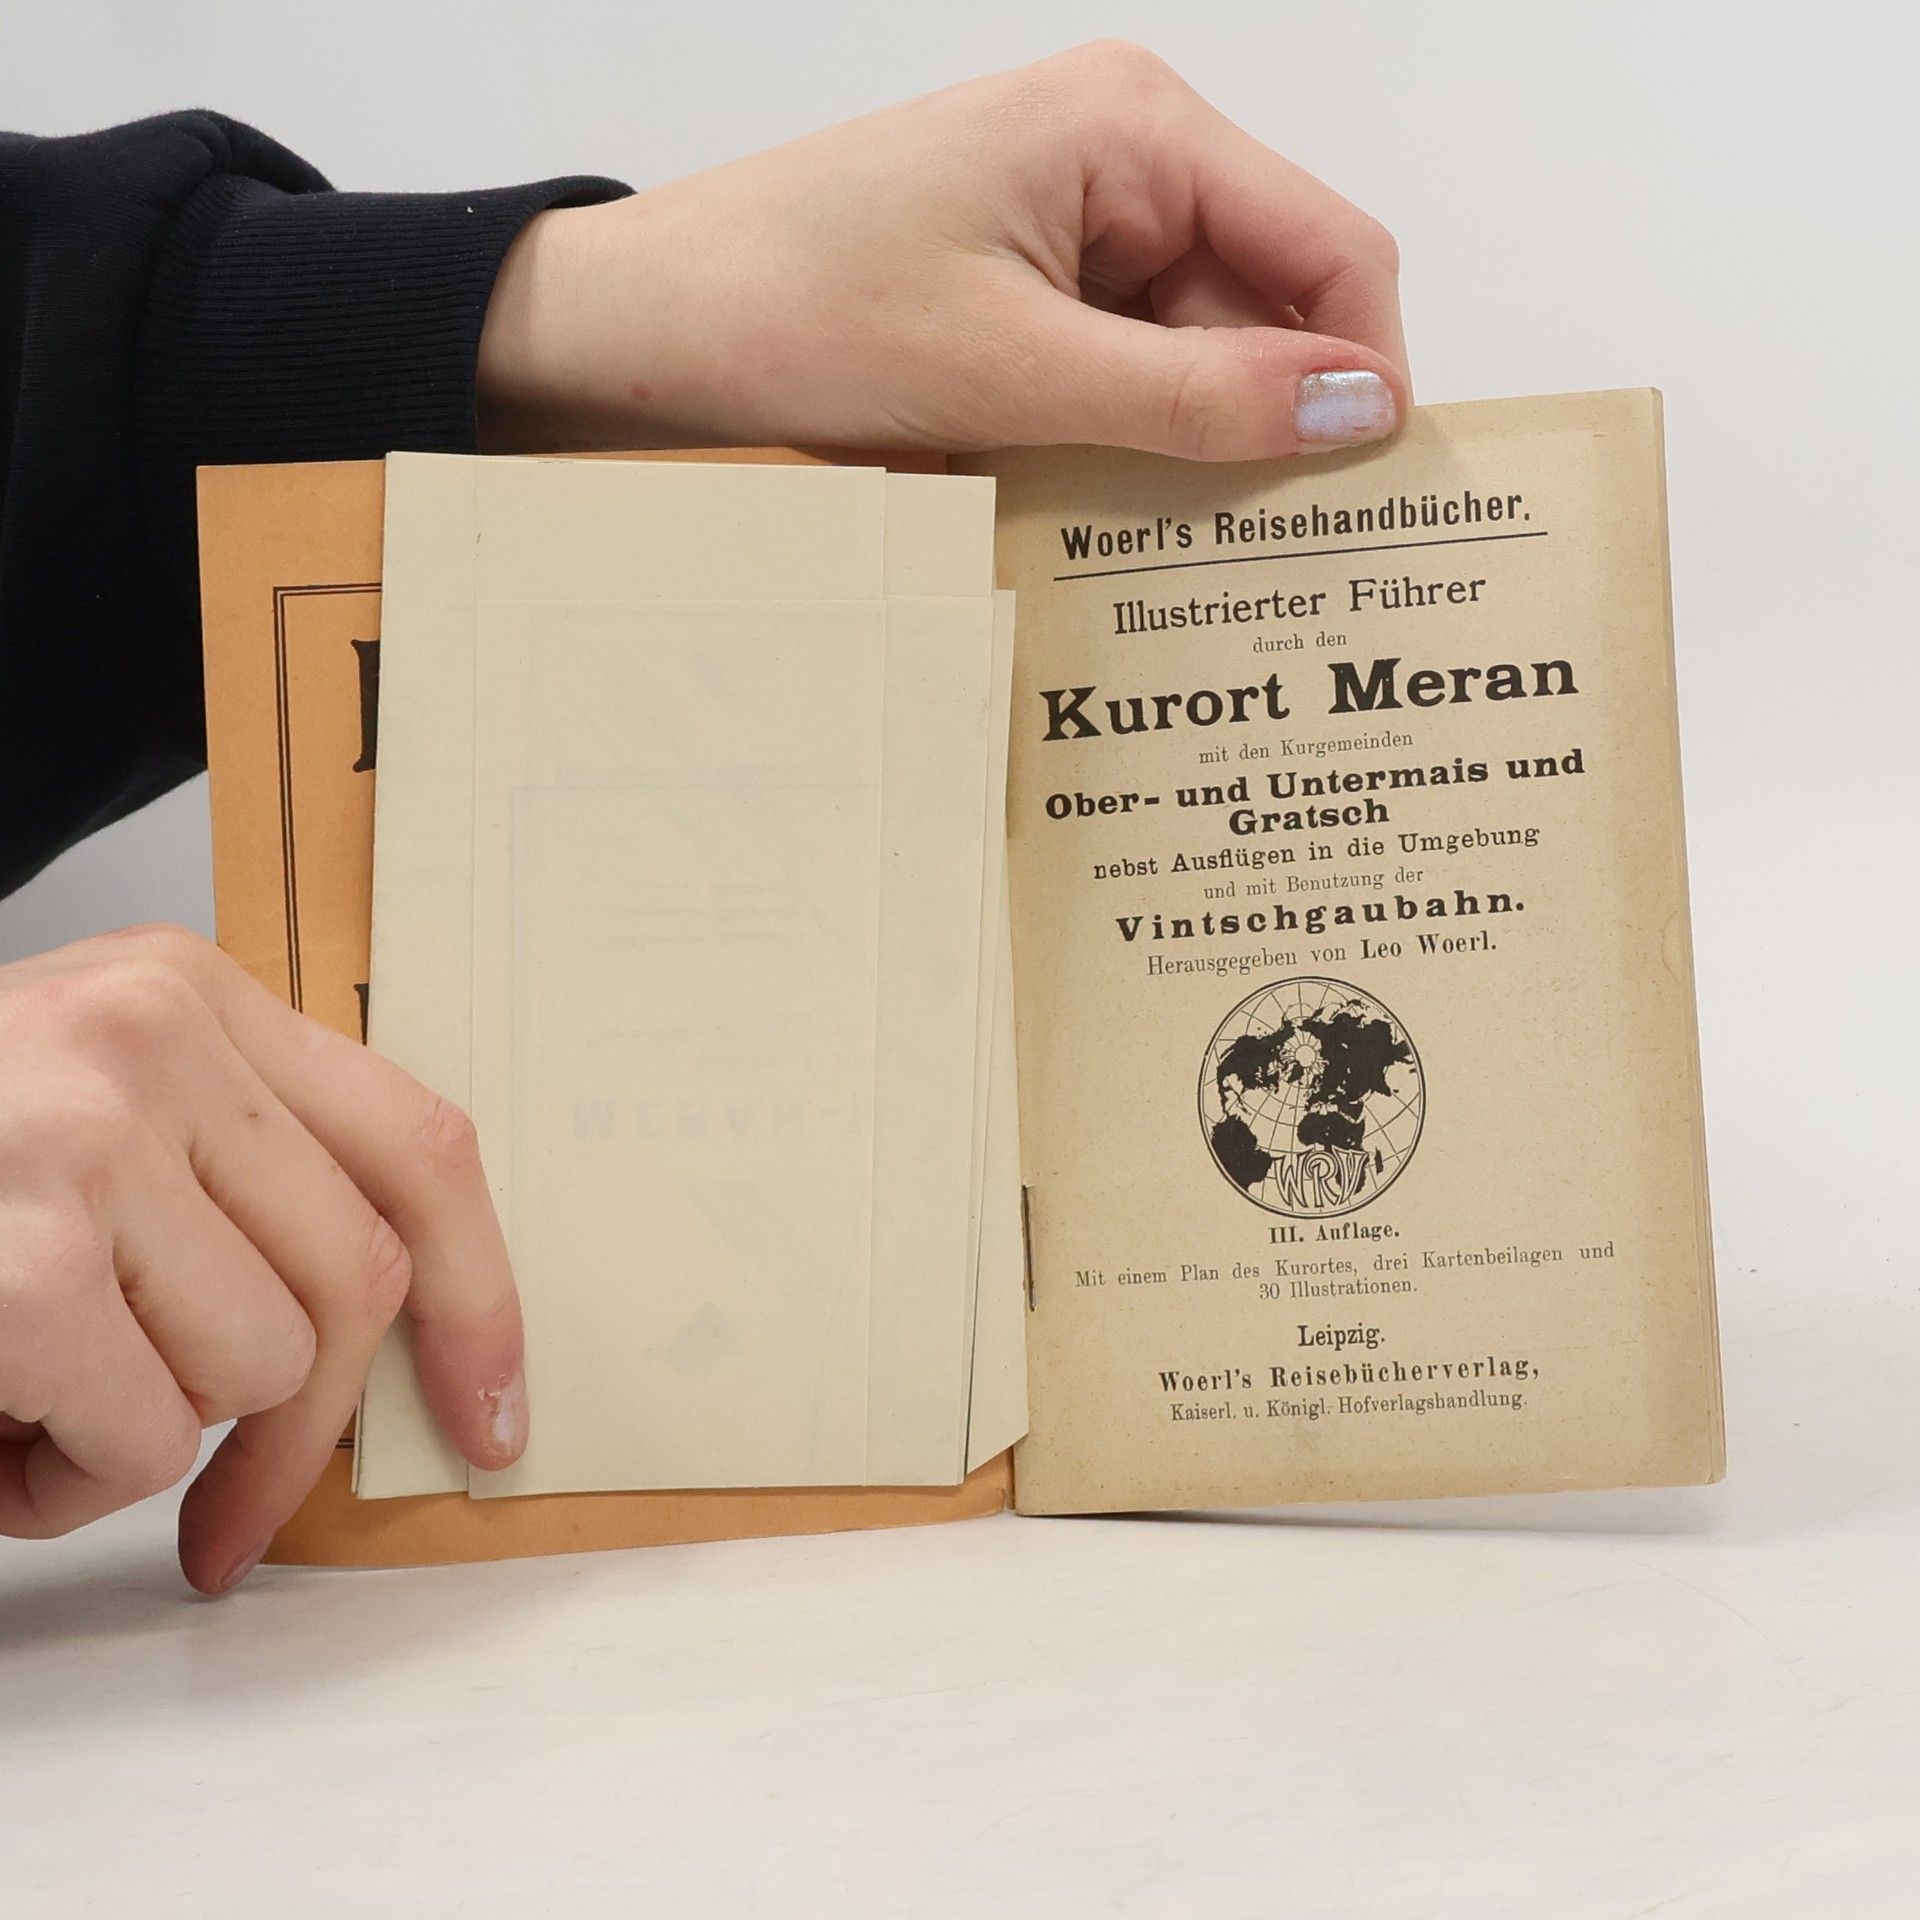 MERAN
Woerl's Reisehandbücher.
Illustrierter Führer
durch den
Kurort Meran
mit den Kurgemeinden
Ober- und Untermais und
Gratsch
nebst Ausflügen in die Umgebung
und mit Benutzung der
Vintschgaubahn.
Herausgegeben von Leo Woerl.
WRV
III. Auflage.
Mit einem Plan des Kurortes, drei Kartenbeilagen und
30 Illustrationen.
Leipzig.
Woerl's Reisebücherverlag,
Kaiserl. u. Königl. Hofverlagshandlung.